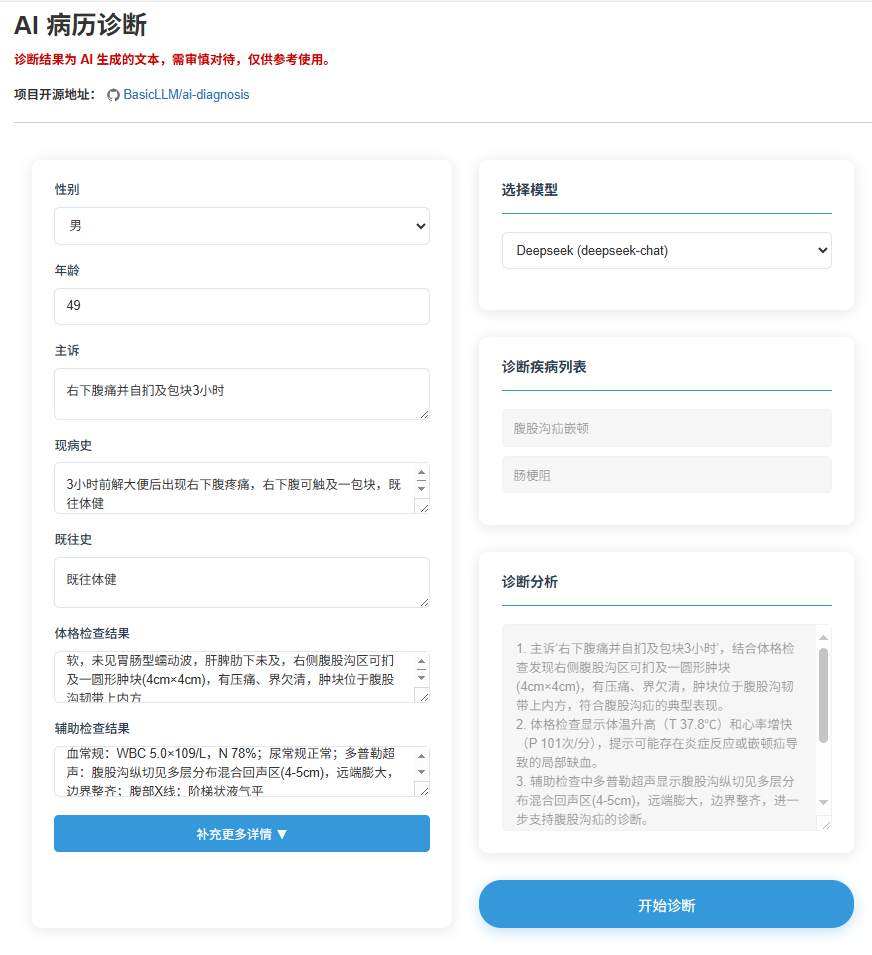 AI 病历诊断
诊断结果为 AI 生成的文本，需审慎对待，仅供参考使用。
项目开源地址： BasicLLM/ai-diagnosis
性别
男
年龄
49
主诉
右下腹痛并自扪及包块3小时
现病史
3小时前解大便后出现右下腹疼痛，右下腹可触及一包块，既
往体健
既往史
既往体健
体格检查结果
软，未见胃肠型蠕动波，肝脾肋下未及，右侧腹股沟区可扪
及一圆形肿块(4cm×4cm)，有压痛、界欠清，肿块位于腹股
沟韧带上内方
辅助检查结果
血常规：WBC 5.0×109/L，N 78%；尿常规正常；多普勒超
声：腹股沟纵切见多层分布混合回声区(4-5cm)，远端膨大，
边界整齐；腹部X线：阶梯状液气平
补充更多详情 ▼
选择模型
Deepseek (deepseek-chat)
诊断疾病列表
腹股沟疝嵌顿
肠梗阻
诊断分析
1. 主诉'右下腹痛并自扪及包块3小时'，结合体格检
查发现右侧腹股沟区可扪及一圆形肿块
(4cm×4cm)，有压痛、界欠清，肿块位于腹股沟韧
带上内方，符合腹股沟疝的典型表现。
2. 体格检查显示体温升高（T 37.8℃）和心率增快
（P 101次/分），提示可能存在炎症反应或嵌顿疝导
致的局部缺血。
3. 辅助检查中多普勒超声显示腹股沟纵切见多层分
布混合回声区(4-5cm)，远端膨大，边界整齐，进一
步支持腹股沟疝的诊断。
开始诊断